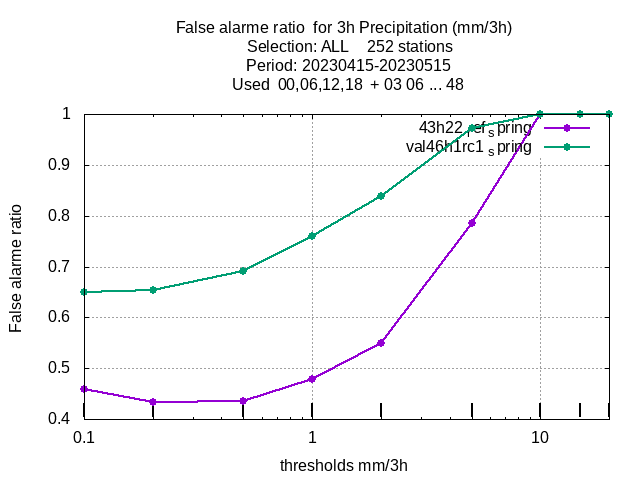 False alarme ratio  for 3h Precipitation (mm/3h)
Selection: ALL    252 stations
Period: 20230415-20230515
Used  00,06,12,18  + 03 06 ... 48
1
43h22_ref_spring
val46h1rc1_spring
0.9
0.8
0.7
0.6
0.5
0.4
False alarme ratio
0.1
1
10
thresholds mm/3h